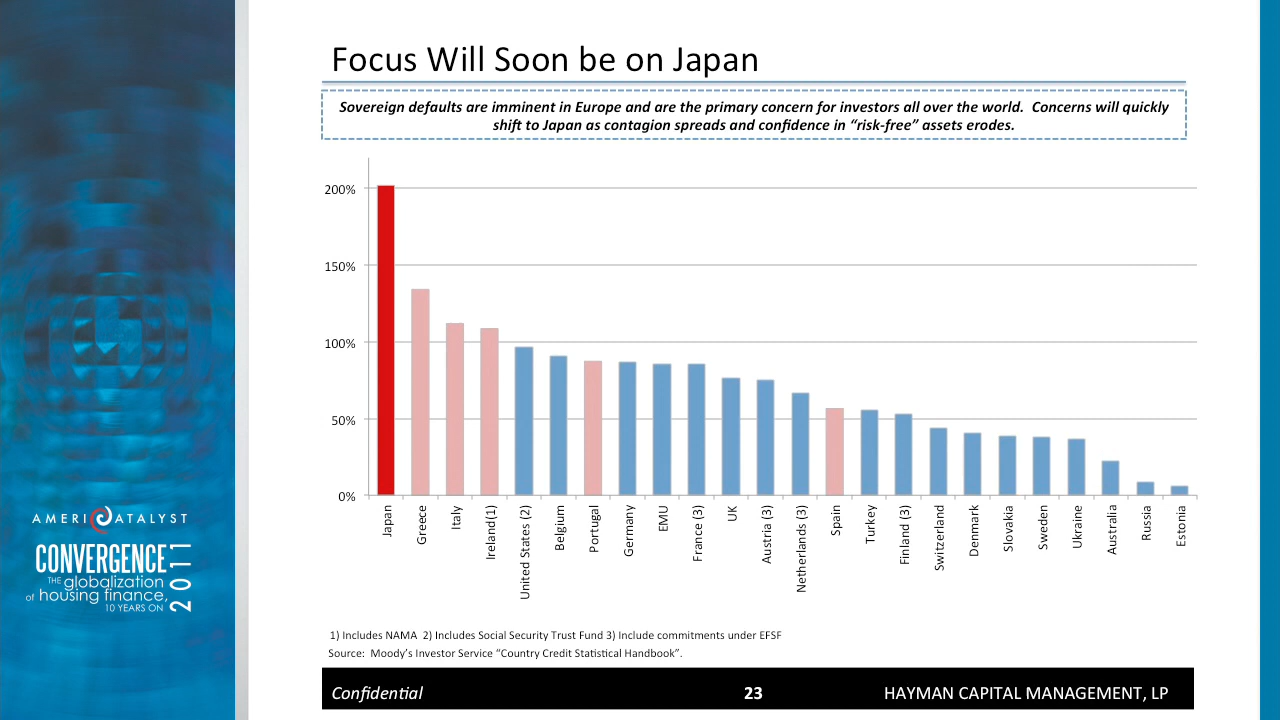 Focus Will Soon be on Japan
Sovereign defaults are imminent in Europe and are the primary concern for investors all over the world.  Concerns will quickly
shift to Japan as contagion spreads and confidence in “risk-free” assets erodes.
200%
150%
100%
50%
0%
Japan
Greece
Italy
Ireland(1)
United States (2)
Belgium
Portugal
Germany
EMU
France (3)
UK
Austria (3)
Netherlands (3)
Spain
Turkey
Finland (3)
Switzerland
Denmark
Slovakia
Sweden
Ukraine
Australia
Russia
Estonia
1) Includes NAMA  2) Includes Social Security Trust Fund 3) Include commitments under EFSF
Source:  Moody’s Investor Service “Country Credit Statistical Handbook”.
Confidential
23
HAYMAN CAPITAL MANAGEMENT, LP
AMERICATALYST
CONVERGENCE
THE globalization
of housing finance,
10 YEARS ON
2011